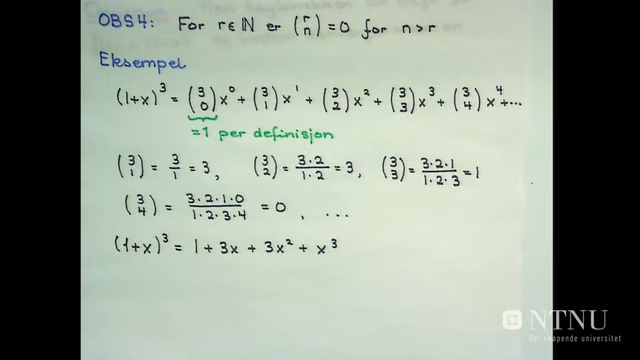 OBS4: For r∈ℕ er (r n) = 0 for n > r
Eksempel
(1+x)³ = (3 0)x⁰ + (3 1)x¹ + (3 2)x² + (3 3)x³ + (3 4)x⁴ + ...
=1 per definisjon
(3 1) = 3/1 = 3, (3 2) = 3·2/1·2 = 3, (3 3) = 3·2·1/1·2·3 = 1
(3 4) = 3·2·1·0/1·2·3·4 = 0, ...
(1+x)³ = 1 + 3x + 3x² + x³
NTNU
Det skapende universitet